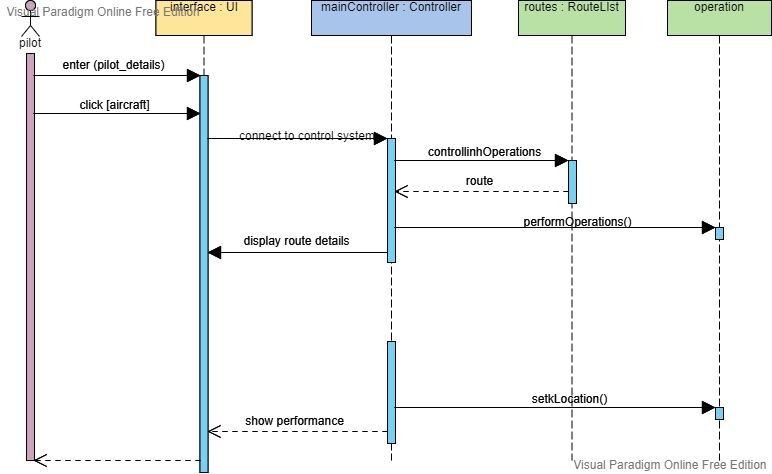 Visual Paradigm Online Free Edition
interface : UI
mainController : Controller
routes : RouteLIst
operation
pilot
enter (pilot_details)
click [aircraft]
connect to control system
controllinhOperations
route
performOperations()
display route details
setkLocation()
show performance
Visual Paradigm Online Free Edition